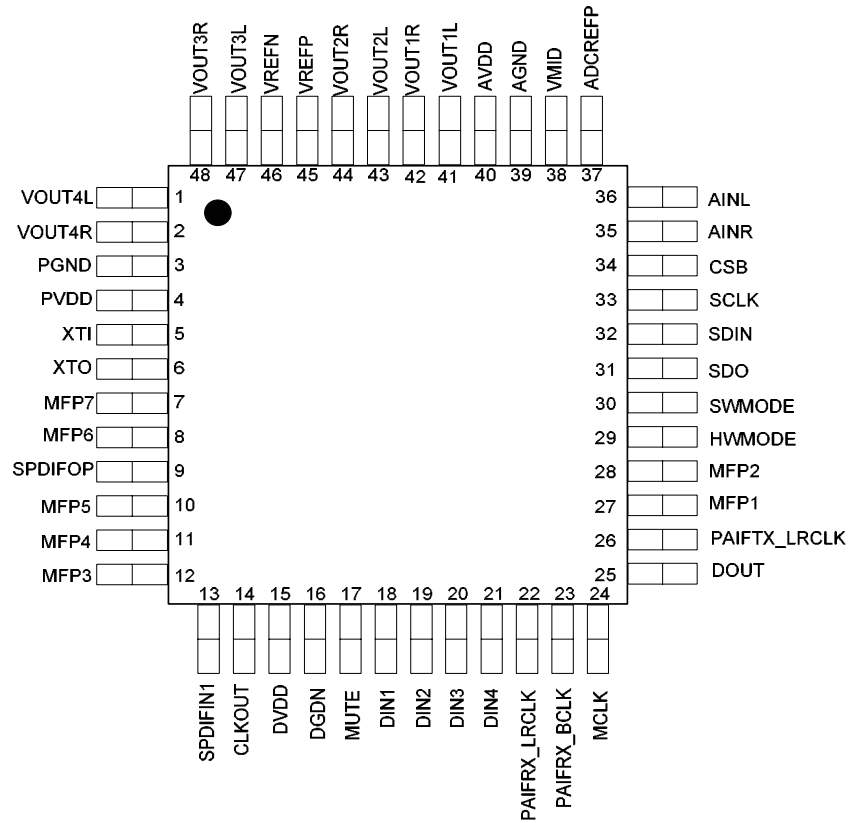 VOUT3R VOUT3L VREFN VREFP VOUT2R VOUT2L VOUT1R VOUT1L AVDD AGND VMID ADCREFP
48 47 46 45 44 43 42 41 40 39 38 37
VOUT4L 1 36 AINL
VOUT4R 2 35 AINR
PGND 3 34 CSB
PVDD 4 33 SCLK
XTI 5 32 SDIN
XTO 6 31 SDO
MFP7 7 30 SWMODE
MFP6 8 29 HWMODE
SPDIFOP 9 28 MFP2
MFP5 10 27 MFP1
MFP4 11 26 PAIFTX_LRCLK
MFP3 12 25 DOUT
13 14 15 16 17 18 19 20 21 22 23 24
SPDIFIN1 CLKOUT DVDD DGDN MUTE DIN1 DIN2 DIN3 DIN4 PAIFRX_LRCLK PAIFRX_BCLK MCLK